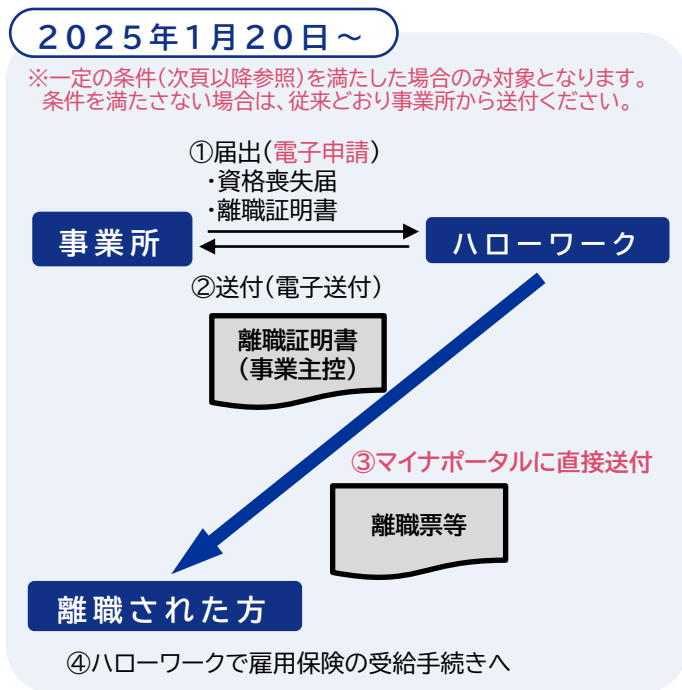 2025年1月20日～
※一定の条件（次頁以降参照）を満たした場合のみ対象となります。
条件を満たさない場合は、従来どおり事業所から送付ください。
①届出（電子申請）
・資格喪失届
・離職証明書
事業所
ハローワーク
②送付（電子送付）
離職証明書
（事業主控）
③マイナポータルに直接送付
離職票等
離職された方
④ハローワークで雇用保険の受給手続きへ